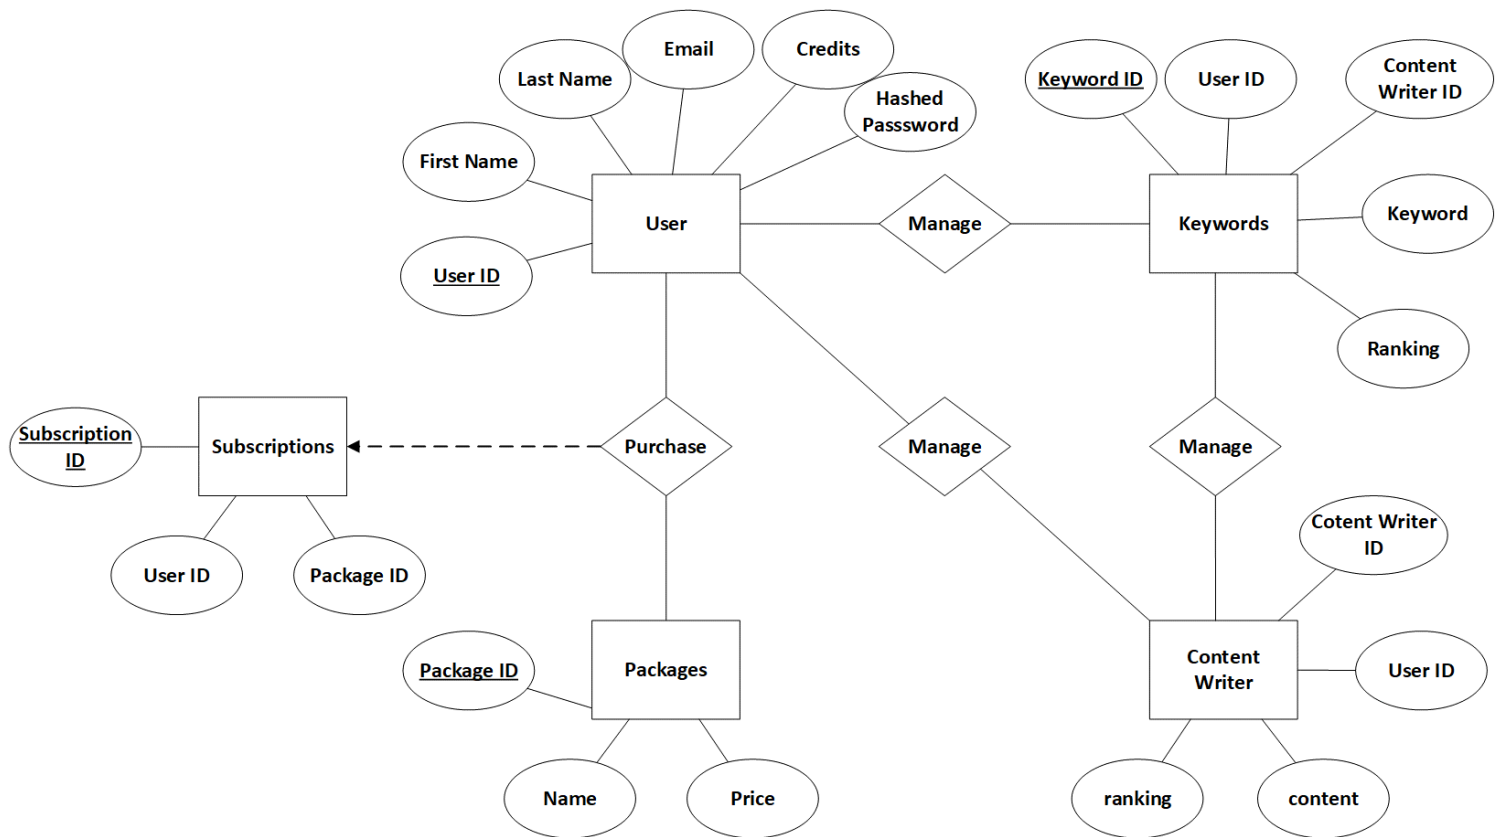 Email
Credits
Last Name
Keyword ID
User ID
Content
Writer ID
Hashed
Passsword
First Name
User
Manage
Keywords
Keyword
User ID
Ranking
Subscription
ID
Subscriptions
Purchase
Manage
Manage
Cotent Writer
ID
User ID
Package ID
Package ID
Packages
Content
Writer
User ID
Name
Price
ranking
content